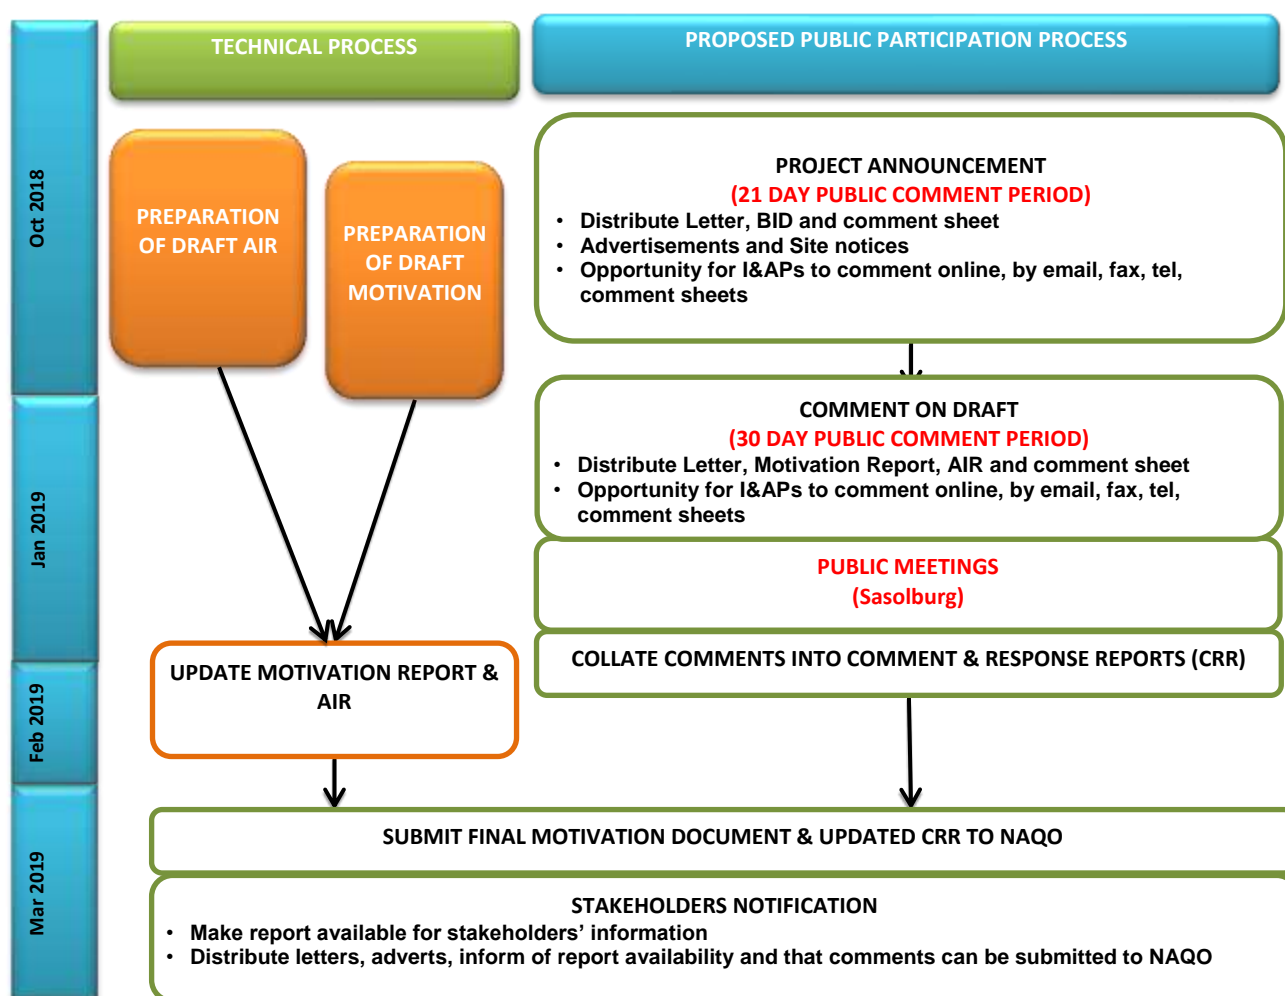 TECHNICAL PROCESS
PROPOSED PUBLIC PARTICIPATION PROCESS
Oct 2018
PREPARATION
OF DRAFT AIR
PREPARATION
OF DRAFT
MOTIVATION
PROJECT ANNOUNCEMENT
(21 DAY PUBLIC COMMENT PERIOD)
• Distribute Letter, BID and comment sheet
• Advertisements and Site notices
• Opportunity for I&APs to comment online, by email, fax, tel,
comment sheets
Jan 2019
COMMENT ON DRAFT
(30 DAY PUBLIC COMMENT PERIOD)
• Distribute Letter, Motivation Report, AIR and comment sheet
• Opportunity for I&APs to comment online, by email, fax, tel,
comment sheets
PUBLIC MEETINGS
(Sasolburg)
COLLATE COMMENTS INTO COMMENT & RESPONSE REPORTS (CRR)
Feb 2019
UPDATE MOTIVATION REPORT &
AIR
Mar 2019
SUBMIT FINAL MOTIVATION DOCUMENT & UPDATED CRR TO NAQO
STAKEHOLDERS NOTIFICATION
• Make report available for stakeholders’ information
• Distribute letters, adverts, inform of report availability and that comments can be submitted to NAQO